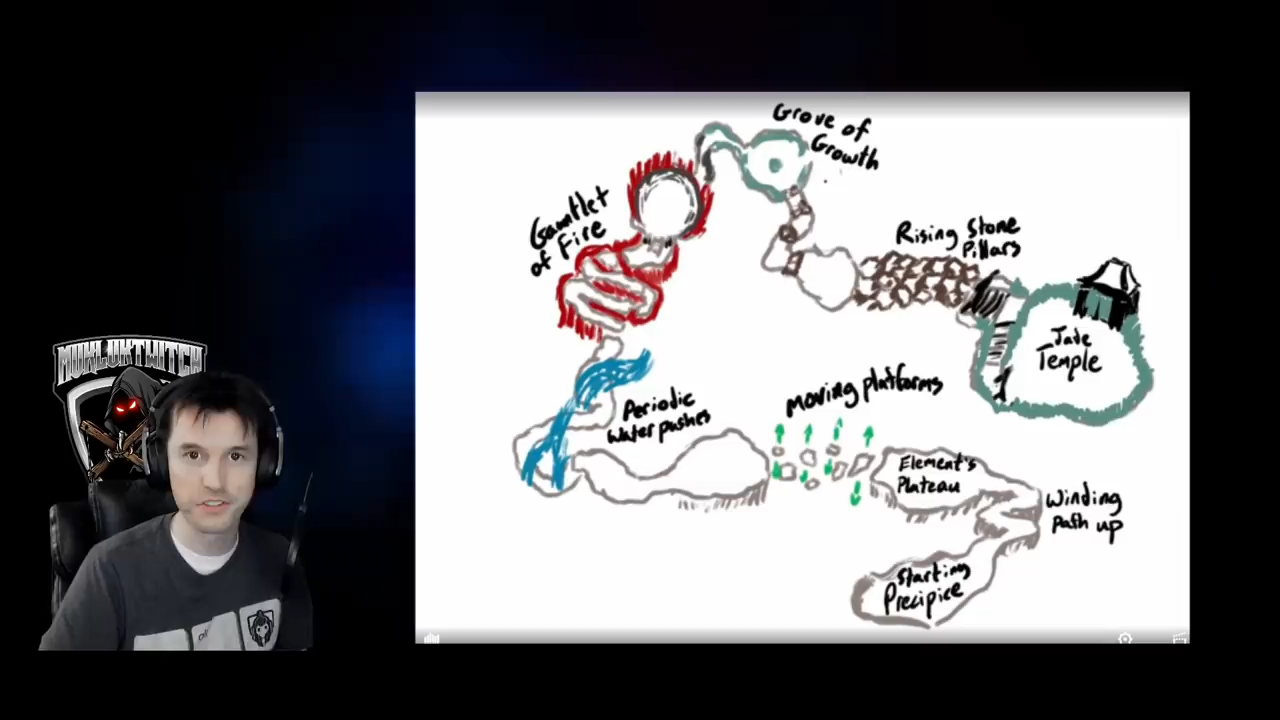 MUKLUKTWITCH
Grove of
Growth
Gauntlet
of Fire
Rising Stone
Pillars
Jade
Temple
Moving platforms
Periodic
Water pushes
Element's
Plateau
Winding
Path up
Starting
Precipice